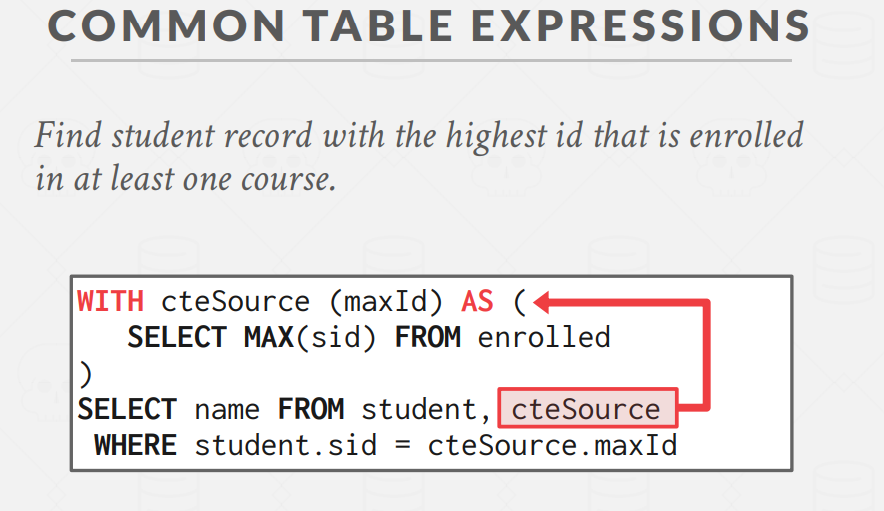 COMMON TABLE EXPRESSIONS
Find student record with the highest id that is enrolled
in at least one course.
WITH cteSource (maxId) AS (
   SELECT MAX(sid) FROM enrolled
)
SELECT name FROM student, cteSource
 WHERE student.sid = cteSource.maxId